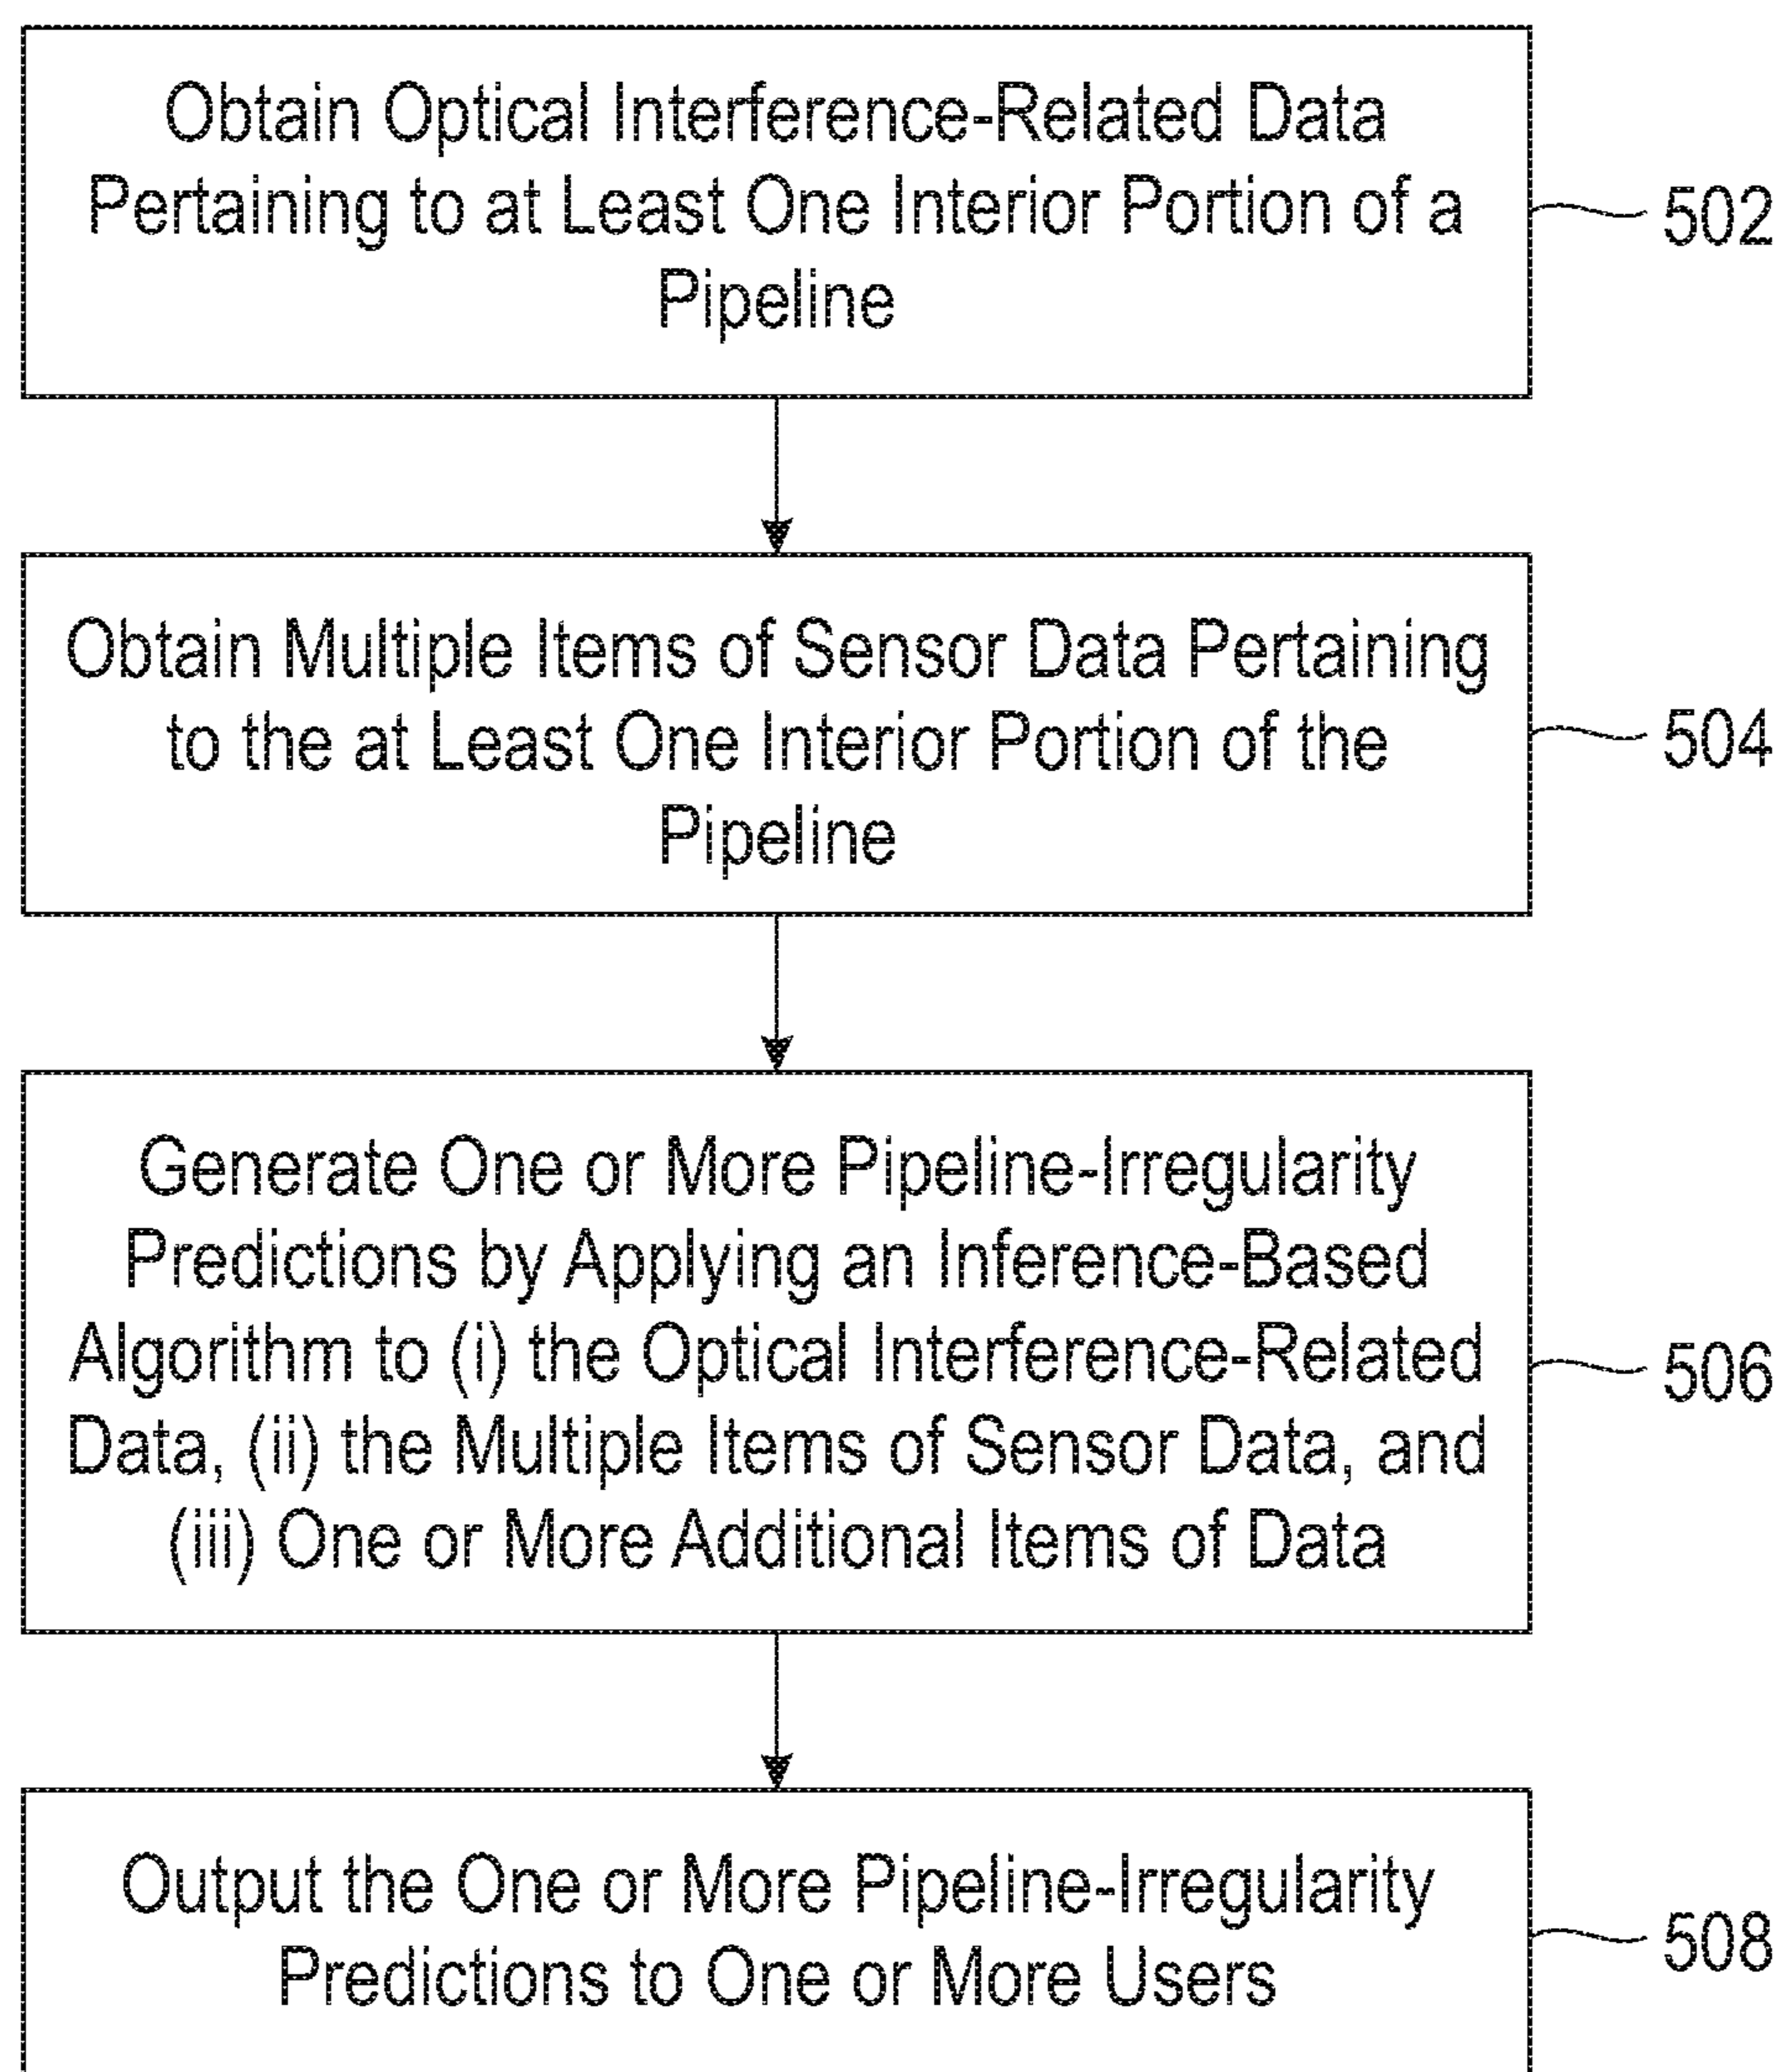 Obtain Optical Interference-Related Data
Pertaining to at Least One Interior Portion of a
Pipeline
502
Obtain Multiple Items of Sensor Data Pertaining
to the at Least One Interior Portion of the
Pipeline
504
Generate One or More Pipeline-Irregularity
Predictions by Applying an Inference-Based
Algorithm to (i) the Optical Interference-Related
Data, (ii) the Multiple Items of Sensor Data, and
(iii) One or More Additional Items of Data
506
Output the One or More Pipeline-Irregularity
Predictions to One or More Users
508